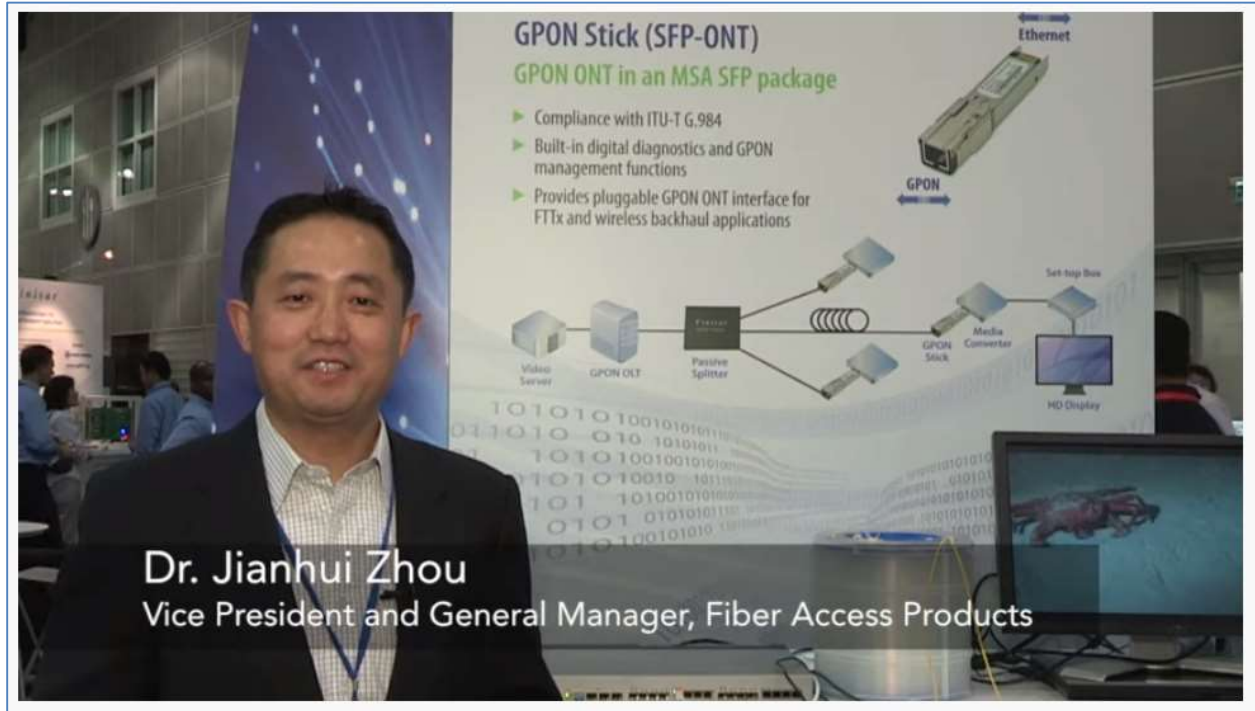 GPON Stick (SFP-ONT)
GPON ONT in an MSA SFP package
Compliance with ITU-T G.984
Built-in digital diagnostics and GPON
management functions
Provides pluggable GPON ONT interface for
FTTx and wireless backhaul applications
Ethernet
GPON
Video
Server
GPON OLT
Finisar
Passive
Splitter
GPON
Stick
Media
Converter
Set-top Box
HD Display
Dr. Jianhui Zhou
Vice President and General Manager, Fiber Access Products